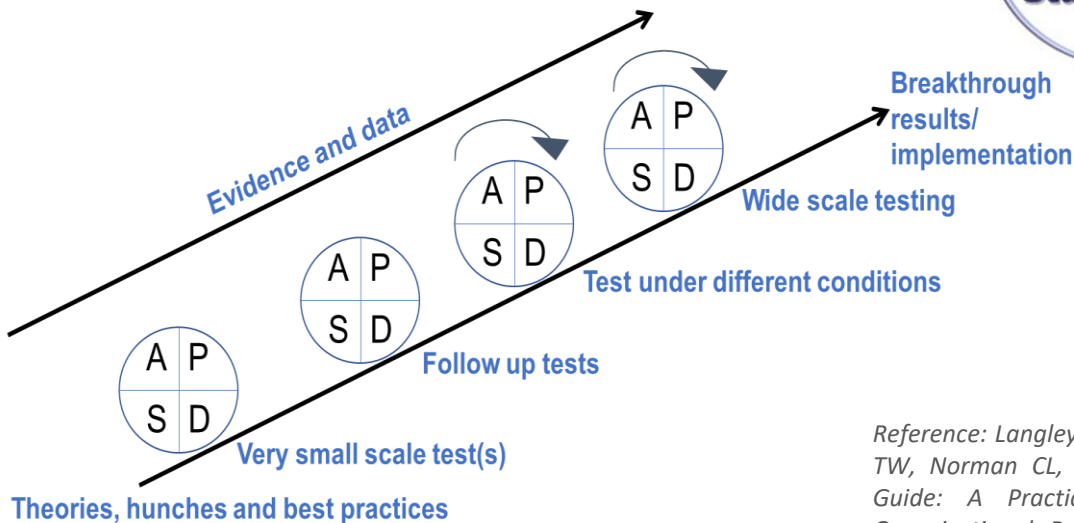 Evidence and data
A P
S D
A P
S D
A P
S D
A P
S D
Breakthrough
results/
implementation
Wide scale testing
Test under different conditions
Follow up tests
Very small scale test(s)
Theories, hunches and best practices
Reference: Langley
TW, Norman CL,
Guide: A Practic